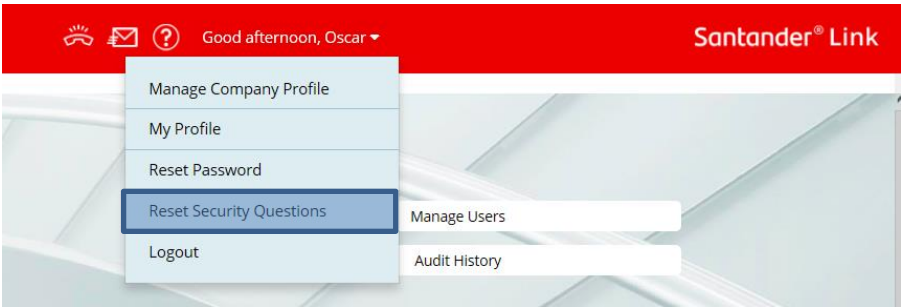 Good afternoon, Oscar
Santander® Link
Manage Company Profile
My Profile
Reset Password
Reset Security Questions
Manage Users
Logout
Audit History